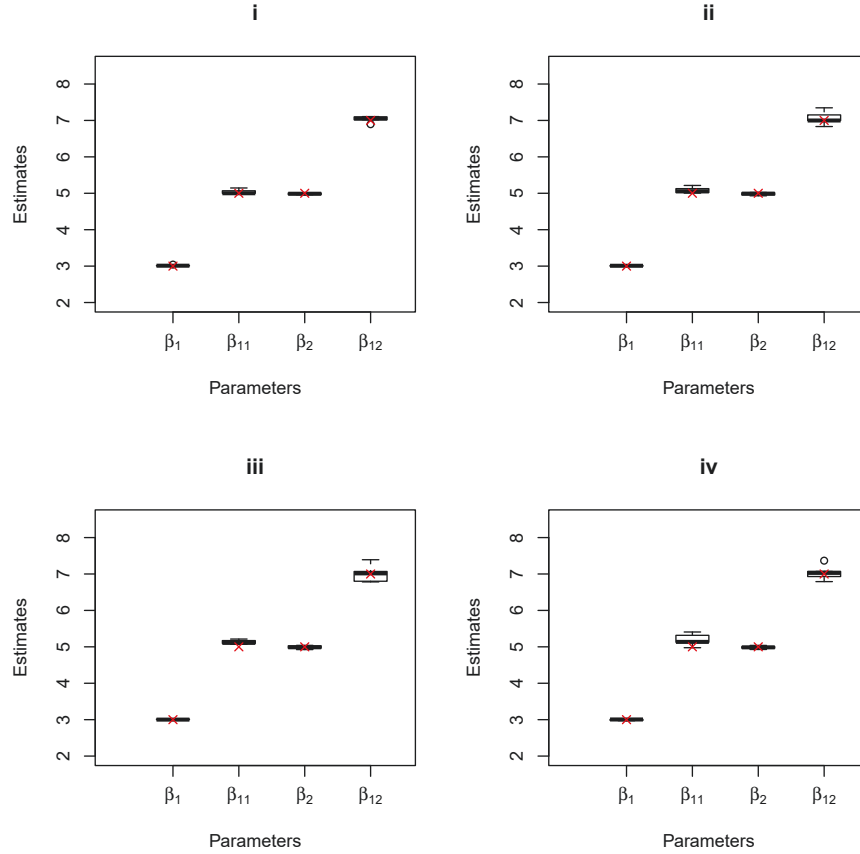 i
8
7
6
5
4
3
2
Estimates
β1 β11 β2 β12
Parameters
ii
8
7
6
5
4
3
2
Estimates
β1 β11 β2 β12
Parameters
iii
8
7
6
5
4
3
2
Estimates
β1 β11 β2 β12
Parameters
iv
8
7
6
5
4
3
2
Estimates
β1 β11 β2 β12
Parameters